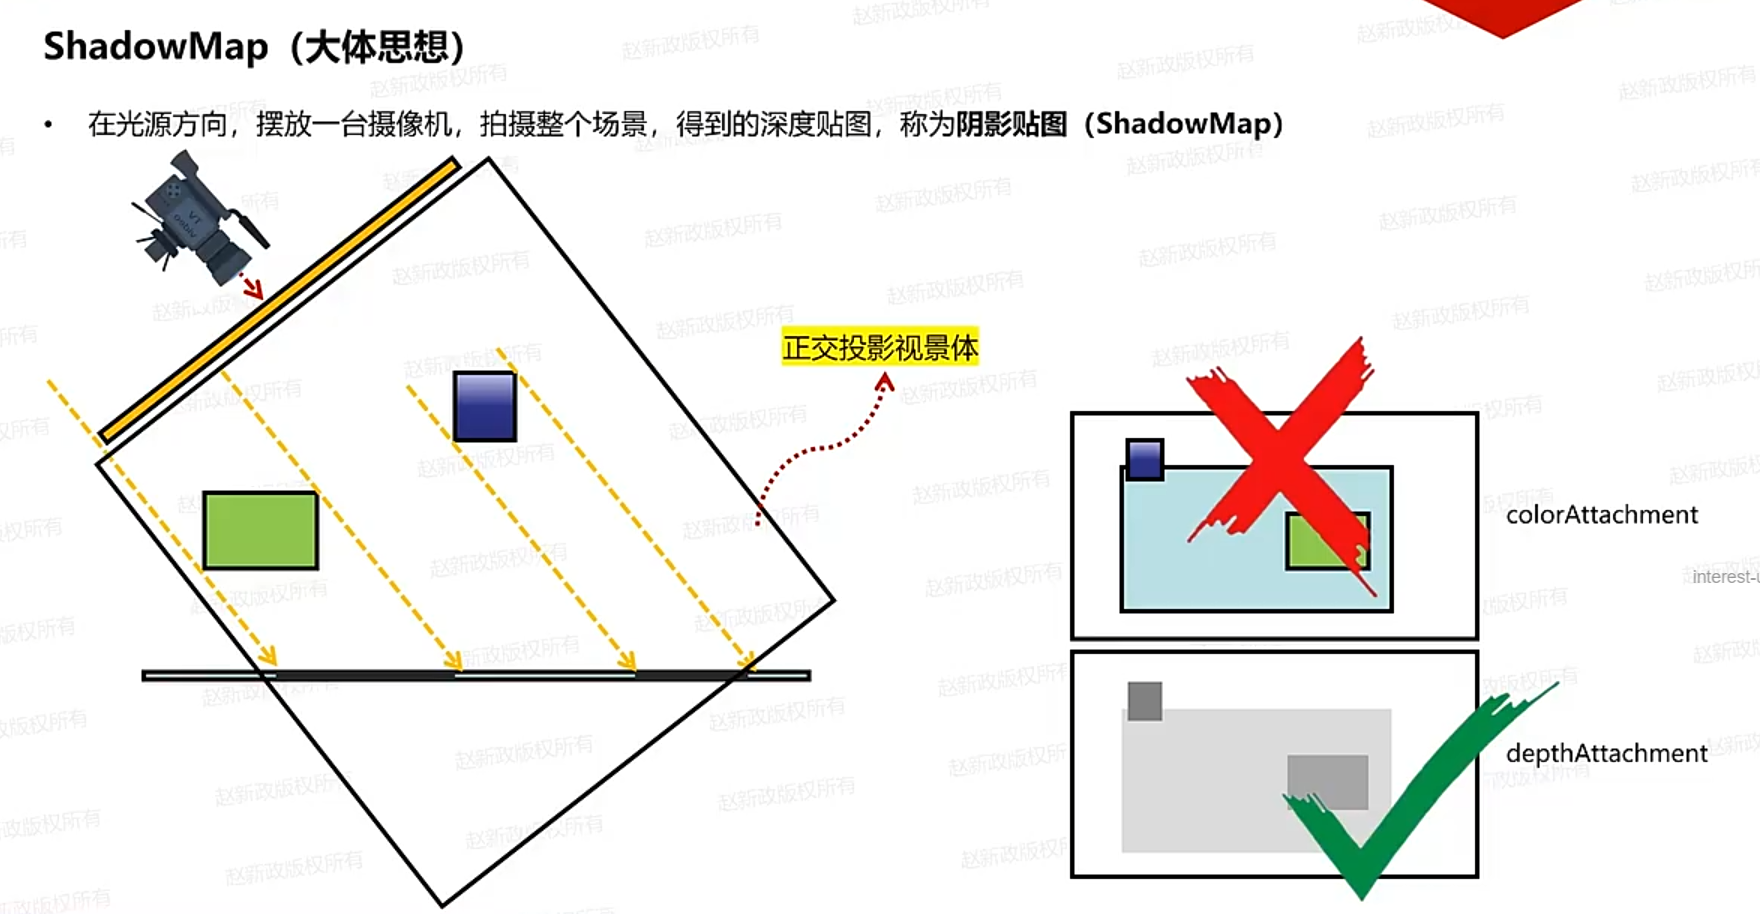 ShadowMap（大体思想）
• 在光源方向，摆放一台摄像机，拍摄整个场景，得到的深度贴图，称为阴影贴图（ShadowMap）
正交投影视景体
colorAttachment
interest-u
depthAttachment
赵新政版权所有